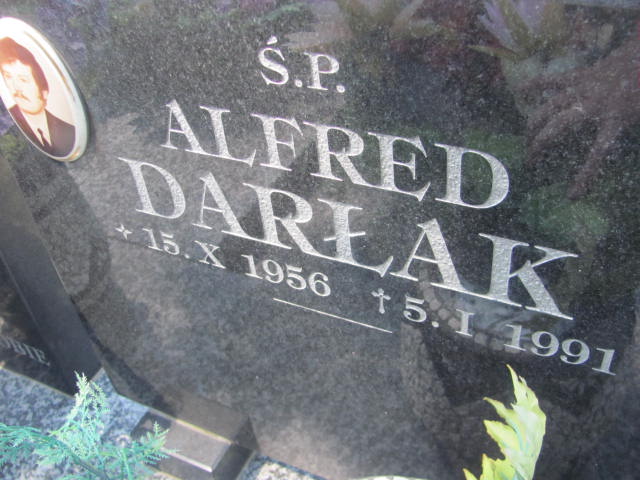 Ś.P.
ALFRED
DARŁAK
15. X 1956 † 5. I 1991